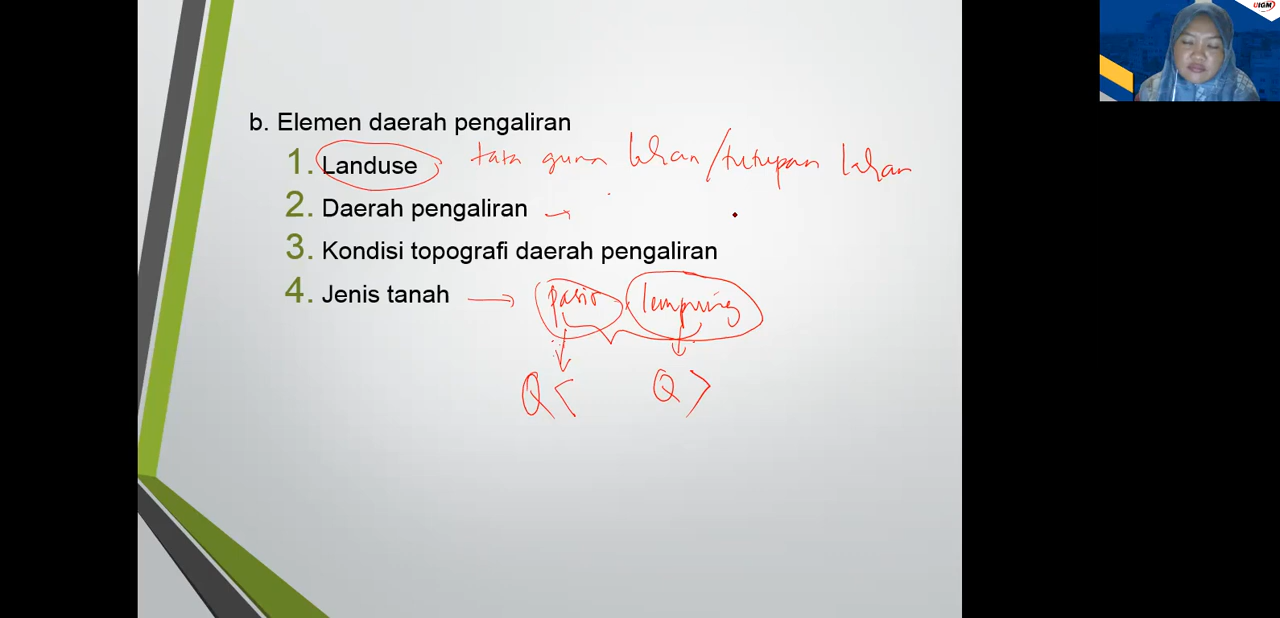 UIGM
b. Elemen daerah pengaliran
1. Landuse tata guna lahan/tutupan lahan
2. Daerah pengaliran
3. Kondisi topografi daerah pengaliran
4. Jenis tanah → pasir, lempung
Q< Q>